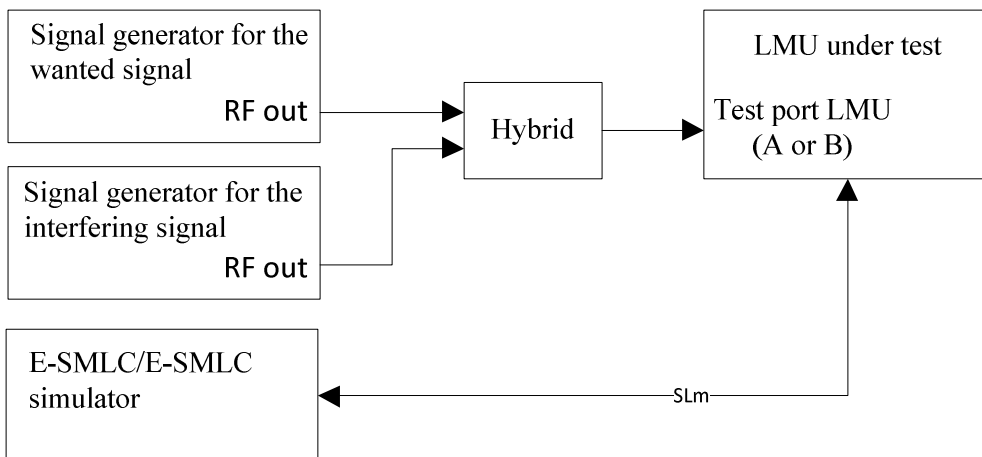 Signal generator for the
wanted signal
RF out
Signal generator for the
interfering signal
RF out
Hybrid
LMU under test
Test port LMU
(A or B)
E-SMLC/E-SMLC
simulator
SLm